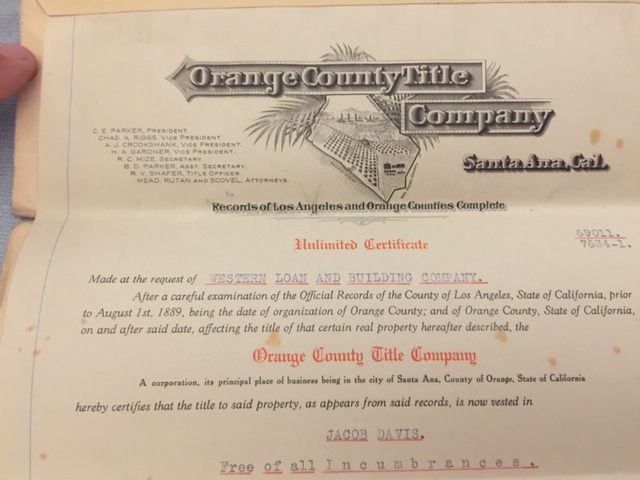 Orange County Title
Company
Santa Ana, Cal.
C. E. PARKER, PRESIDENT.
CHAS. A. RIGGS, VICE PRESIDENT.
A. J. CROOKSHANK, VICE PRESIDENT.
H. A. GARDNER, VICE PRESIDENT.
R. C. MIZE, SECRETARY.
B. D. PARKER, ASST. SECRETARY.
R. V. SHAFER, TITLE OFFICER.
HEAD, RUTAN AND SCOVEL, ATTORNEYS.
Records of Los Angeles and Orange Counties Complete
Unlimited Certificate
69011.
7634-1.
Made at the request of WESTERN LOAN AND BUILDING COMPANY.
After a careful examination of the Official Records of the County of Los Angeles, State of California, prior
to August 1st, 1889, being the date of organization of Orange County; and of Orange County, State of California,
on and after said date, affecting the title of that certain real property hereafter described, the
Orange County Title Company
A corporation, its principal place of business being in the city of Santa Ana, County of Orange, State of California
hereby certifies that the title to said property, as appears from said records, is now vested in
JACOB DAVIS.
Free of all Incumbrances.